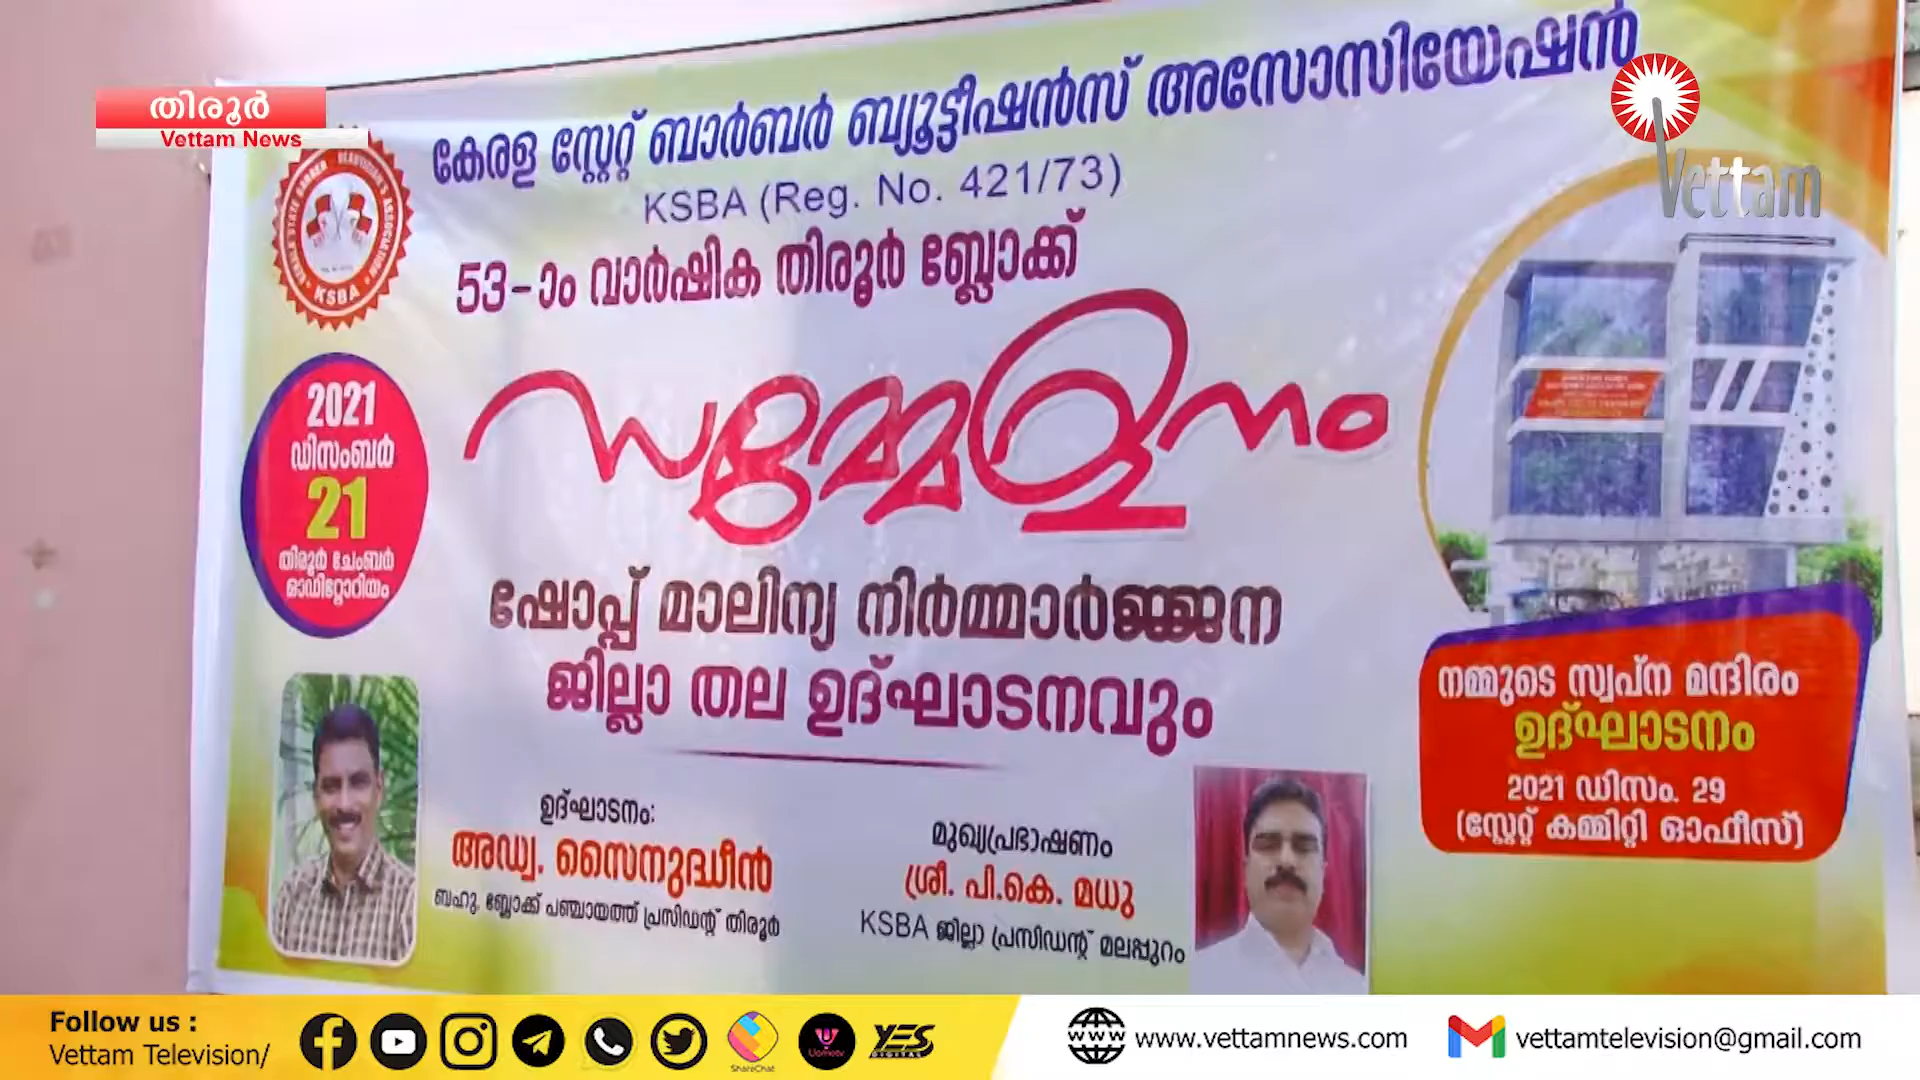 തിരൂർ
Vettam News
Vettam
കേരള സ്റ്റേറ്റ് ബാർബർ ബ്യൂട്ടീഷൻസ് അസോസിയേഷൻ
KSBA (Reg. No. 421/73)
53-ാം വാർഷിക തിരൂർ ബ്ലോക്ക്
സമ്മേളനം
KSBA
2021
ഡിസംബർ
21
തിരൂർ ചേംബർ
ഓഡിറ്റോറിയം
ഷോപ്പ് മാലിന്യ നിർമ്മാർജ്ജന
ജില്ലാ തല ഉദ്ഘാടനവും
ഉദ്ഘാടനം:
അഡ്വ. സൈനുദ്ധീൻ
ബഹു. ബ്ലോക്ക് പഞ്ചായത്ത് പ്രസിഡന്റ് തിരൂർ
മുഖ്യപ്രഭാഷണം
ശ്രീ. പി.കെ. മധു
KSBA ജില്ലാ പ്രസിഡന്റ് മലപ്പുറം
നമ്മുടെ സ്വപ്ന മന്ദിരം
ഉദ്ഘാടനം
2021 ഡിസം. 29
(സ്റ്റേറ്റ് കമ്മിറ്റി ഓഫീസ്)
Follow us :
Vettam Television/
ShareChat
YES
DIGITAL
www.vettamnews.com
vettamtelevision@gmail.com